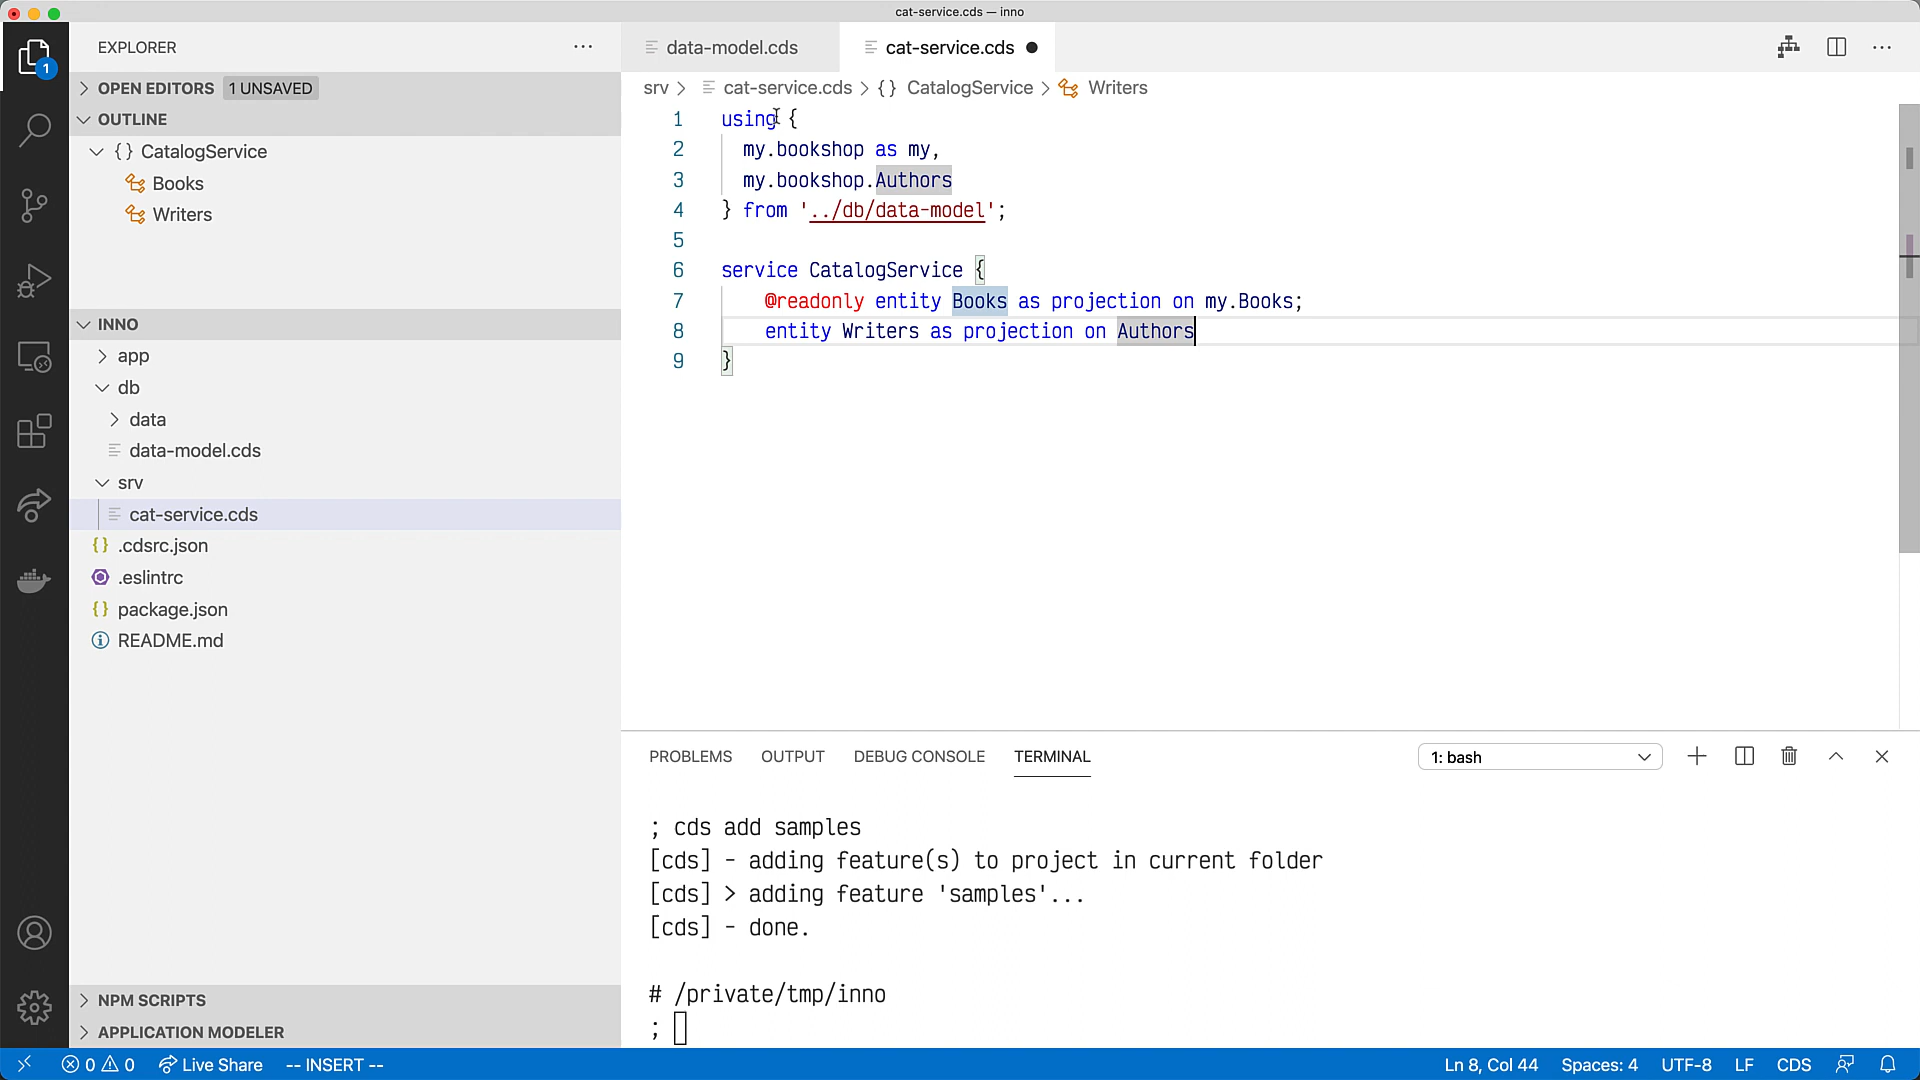 cat-service.cds — inno
EXPLORER
OPEN EDITORS 1 UNSAVED
OUTLINE
{} CatalogService
Books
Writers
INNO
app
db
data
data-model.cds
srv
cat-service.cds
{} .cdsrc.json
.eslintrc
{} package.json
README.md
NPM SCRIPTS
APPLICATION MODELER
1
data-model.cds
cat-service.cds
srv > cat-service.cds > {} CatalogService > Writers
1 using {
2 my.bookshop as my,
3 my.bookshop.Authors
4 } from '../db/data-model';
5
6 service CatalogService {
7 @readonly entity Books as projection on my.Books;
8 entity Writers as projection on Authors
9 }
PROBLEMS OUTPUT DEBUG CONSOLE TERMINAL 1: bash
; cds add samples
[cds] - adding feature(s) to project in current folder
[cds] > adding feature 'samples'...
[cds] - done.
# /private/tmp/inno
;
0 0 Live Share -- INSERT -- Ln 8, Col 44 Spaces: 4 UTF-8 LF CDS